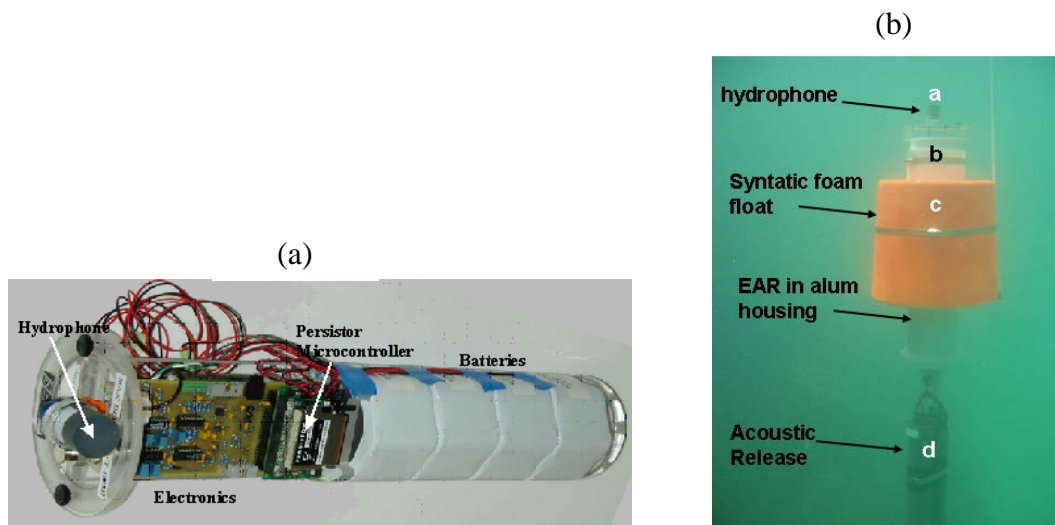 (a)
Hydrophone
Persistor
Microcontroller
Batteries
Electronics
(b)
hydrophone
a
b
Syntatic foam
float
c
EAR in alum
housing
Acoustic
Release
d